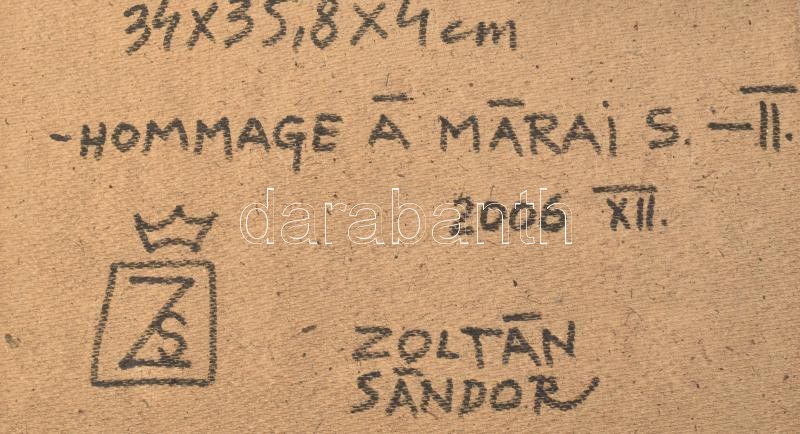 34X35,8X4cm
-HOMMAGE Ā MĀRAI S. -II.
darabanth
2006 XII.
ZS
ZOLTĀN
SĀNDOR